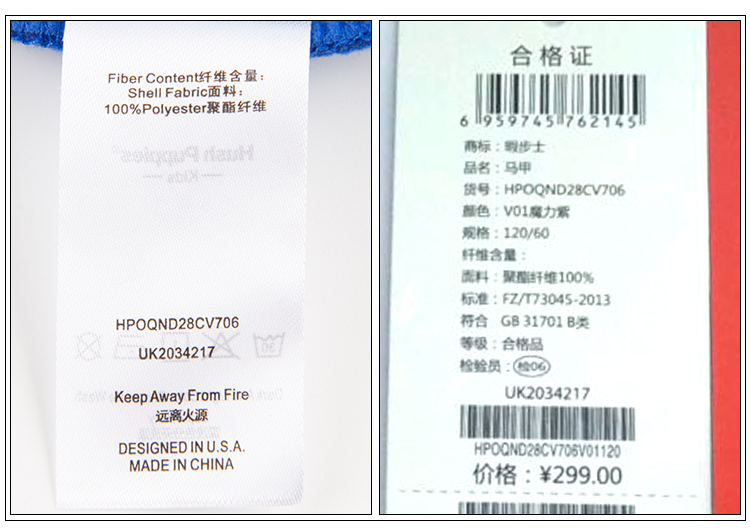 Fiber Content纤维含量:
Shell Fabric面料:
100%Polyester聚酯纤维
Hush Puppies®
Kids
HPOQND28CV706
UK2034217
Keep Away From Fire
远离火源
DESIGNED IN U.S.A.
MADE IN CHINA
合格证
6 959745 762145
商标:暇步士
品名:马甲
货号:HPOQND28CV706
颜色:V01魔力紫
规格:120/60
纤维含量:
面料:聚酯纤维100%
标准:FZ/T73045-2013
符合 GB 31701 B类
等级:合格品
检验员:检06
UK2034217
HPOQND28CV706V01120
价格:¥299.00